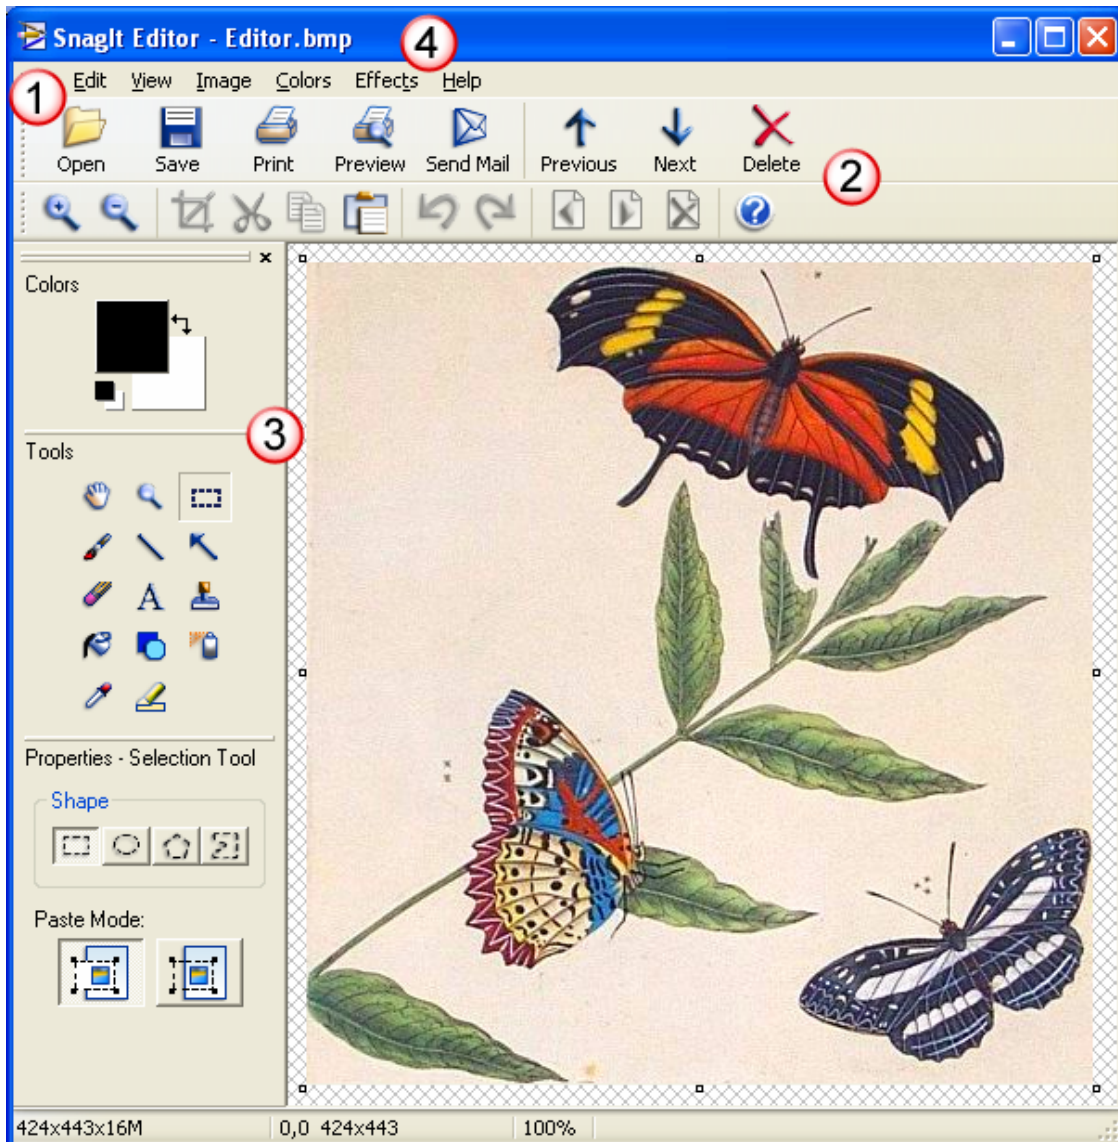 SnagIt Editor - Editor.bmp
4
1
Edit View Image Colors Effects Help
Open Save Print Preview Send Mail Previous Next Delete
2
Colors
3
Tools
A
Properties - Selection Tool
Shape
Paste Mode:
424x443x16M 0,0 424x443 100%